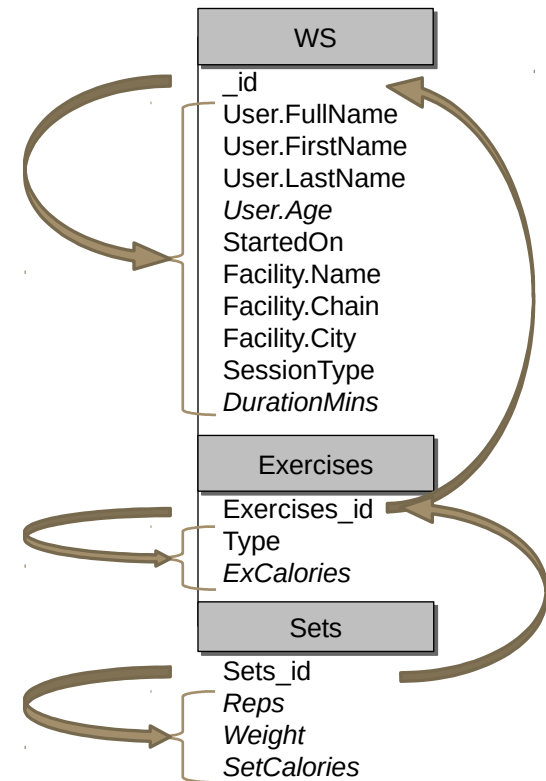 WS
_id
User.FullName
User.FirstName
User.LastName
User.Age
StartedOn
Facility.Name
Facility.Chain
Facility.City
SessionType
DurationMins
Exercises
Exercises_id
Type
ExCalories
Sets
Sets_id
Reps
Weight
SetCalories